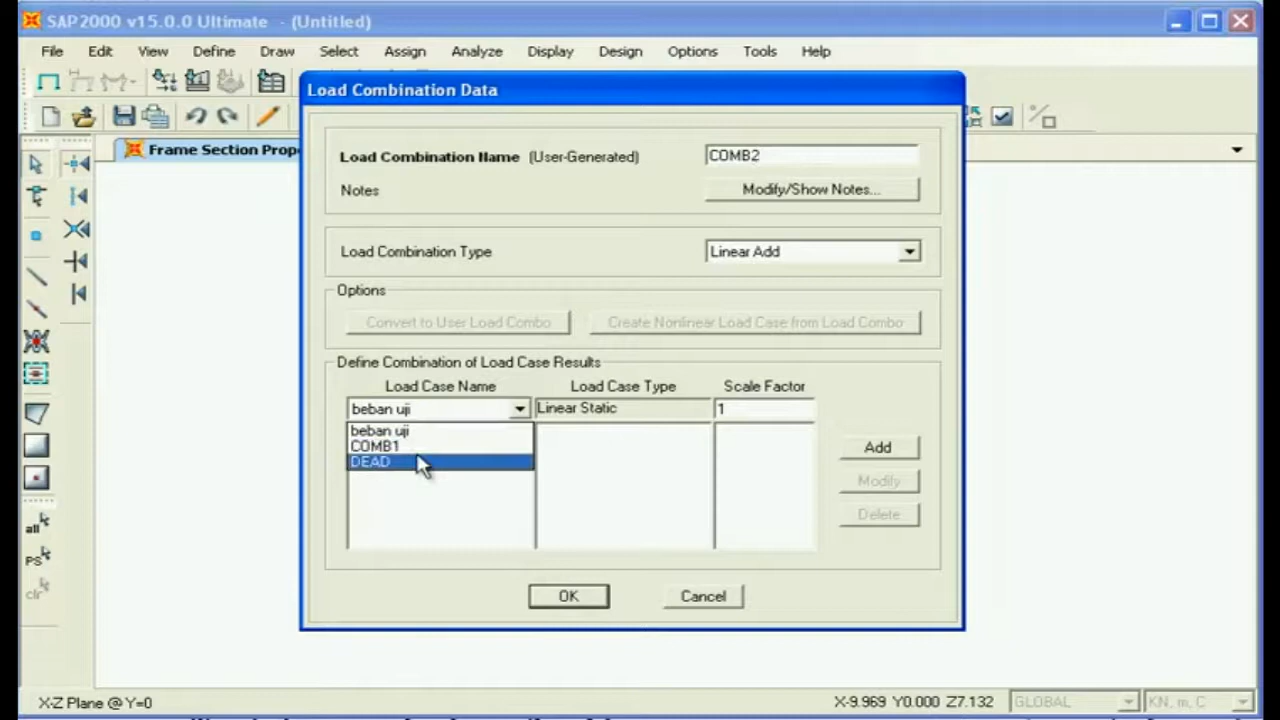 SAP2000 v15.0.0 Ultimate - (Untitled)
File Edit View Define Draw Select Assign Analyze Display Design Options Tools Help
Load Combination Data
Frame Section Prop
Load Combination Name (User-Generated) COMB2
Notes Modify/Show Notes...
Load Combination Type Linear Add
Options
Convert to User Load Combo Create Nonlinear Load Case from Load Combo
Define Combination of Load Case Results
Load Case Name Load Case Type Scale Factor
beban uji Linear Static 1
beban uji
COMB1
DEAD
Add
Modify
Delete
all
PS
clr
OK Cancel
X-Z Plane @ Y=0 X-9.969 Y0.000 Z7.132 GLOBAL KN, m, C